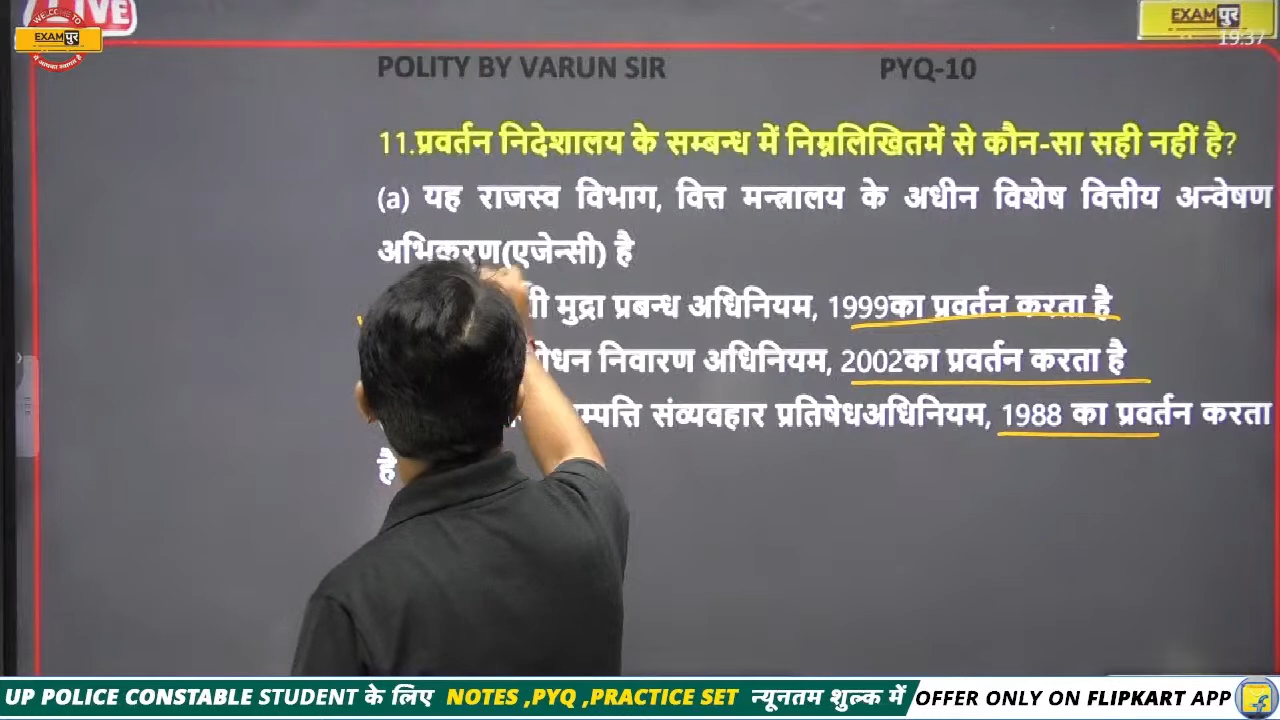 LIVE
WELCOME TO
EXAMपुर
EXAMपुर
19:37
POLITY BY VARUN SIR PYQ-10
11.प्रवर्तन निदेशालय के सम्बन्ध में निम्नलिखितमें से कौन-सा सही नहीं है?
(a) यह राजस्व विभाग, वित्त मन्त्रालय के अधीन विशेष वित्तीय अन्वेषण
अभिकरण(एजेन्सी) है
मुद्रा प्रबन्ध अधिनियम, 1999का प्रवर्तन करता है
निवारण अधिनियम, 2002का प्रवर्तन करता है
संव्यवहार प्रतिषेधअधिनियम, 1988 का प्रवर्तन करता
है
UP POLICE CONSTABLE STUDENT के लिए NOTES ,PYQ ,PRACTICE SET न्यूनतम शुल्क में OFFER ONLY ON FLIPKART APP